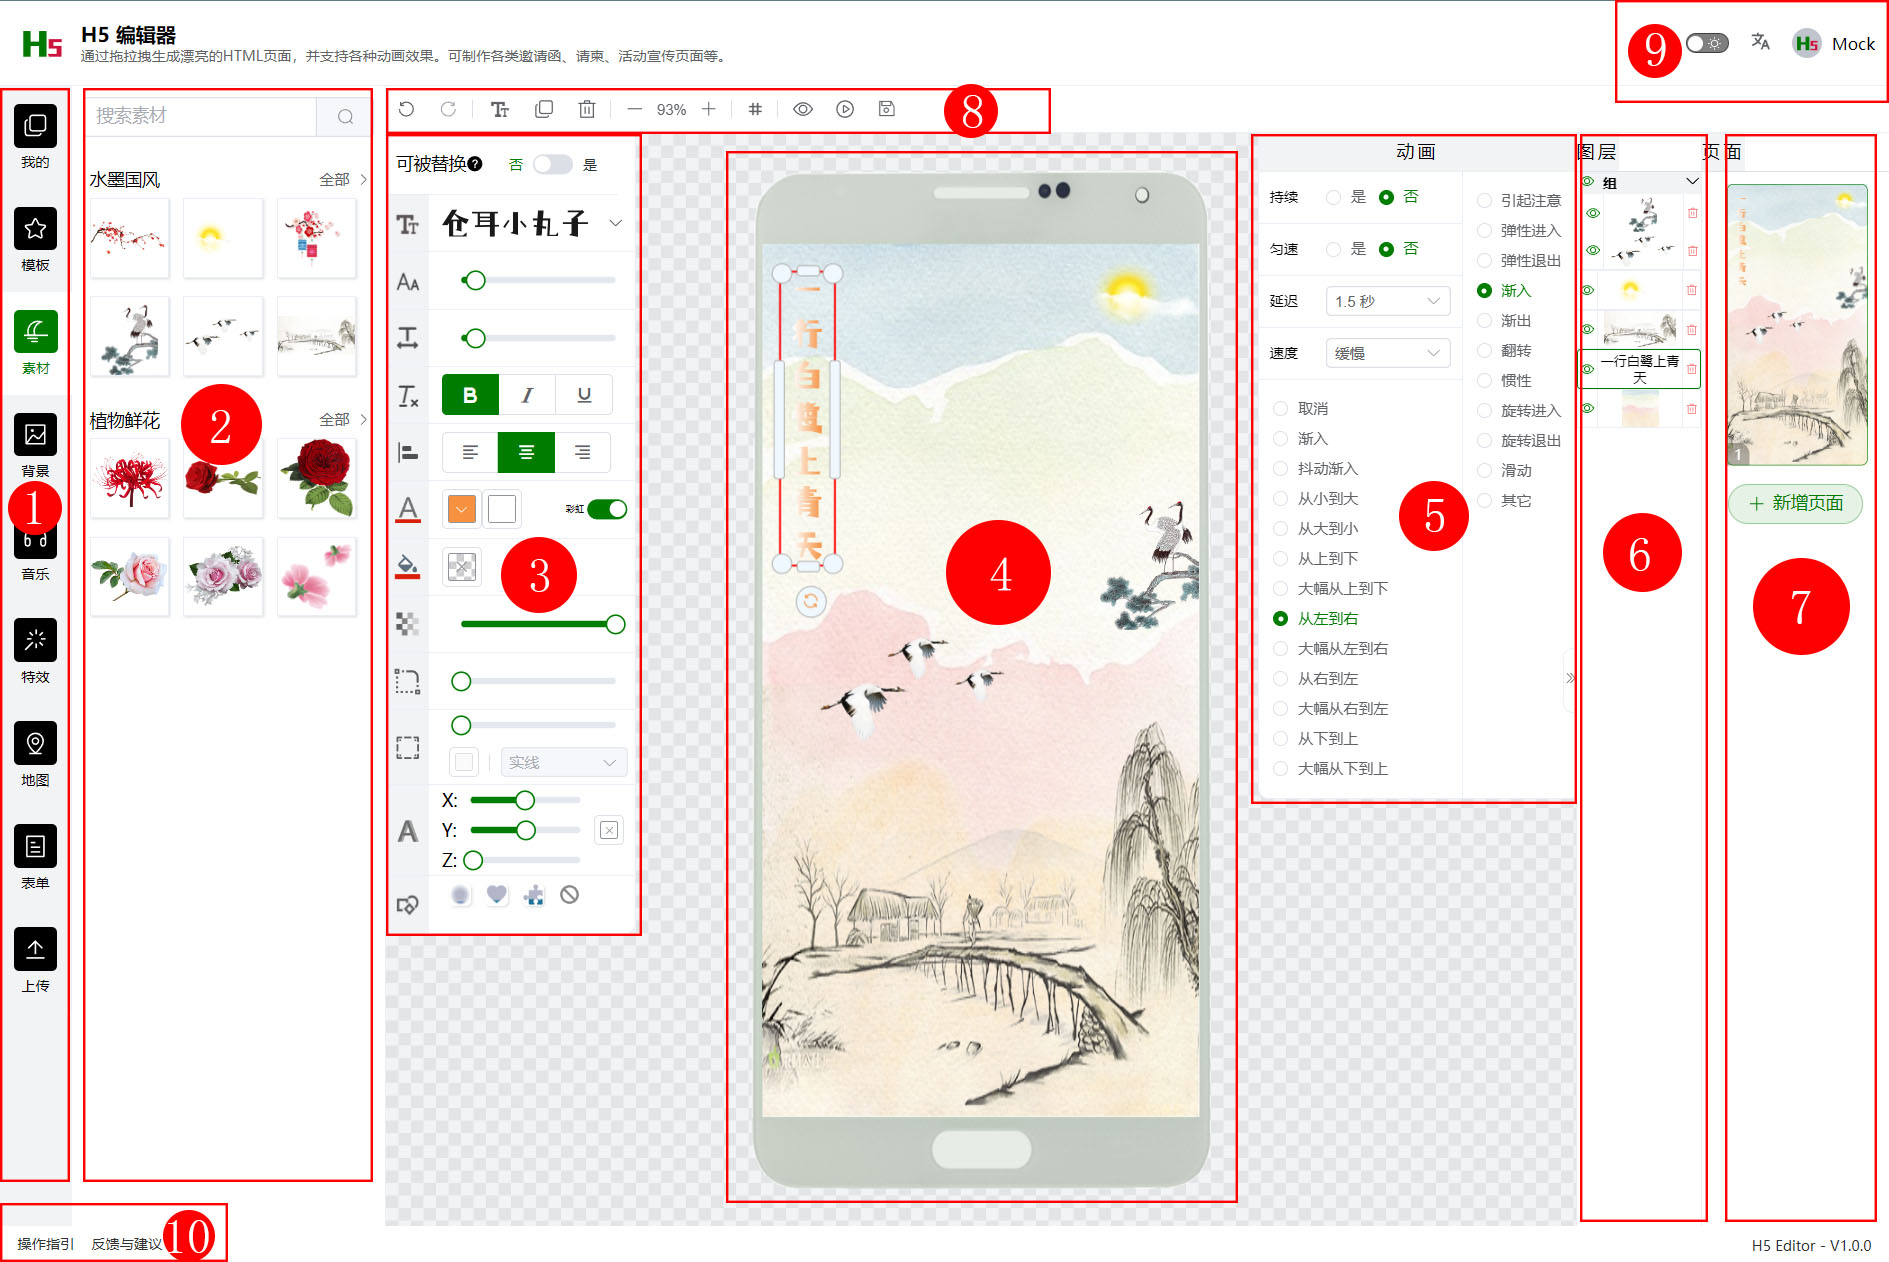 H5
H5 编辑器
通过拖拉拽生成漂亮的HTML页面，并支持各种动画效果。可制作各类邀请函、请柬、活动宣传页面等。
9
H5
Mock
我的
模板
素材
背景
1
音乐
特效
地图
表单
上传
搜索素材
水墨国风
全部
植物鲜花
全部
2
93%
8
可被替换
否
是
仓耳小丸子
B
I
U
彩虹
3
实线
X:
Y:
Z:
一行白鹭上青天
4
动画
持续
是
否
匀速
是
否
延迟
1.5 秒
速度
缓慢
取消
渐入
抖动渐入
从小到大
从大到小
从上到下
大幅从上到下
从左到右
大幅从左到右
从右到左
大幅从右到左
从下到上
大幅从下到上
引起注意
弹性进入
弹性退出
渐入
渐出
翻转
惯性
旋转进入
旋转退出
滑动
其它
5
图层
组
一行白鹭上青
天
6
页面
一行白鹭上青天
1
新增页面
7
操作指引
反馈与建议
10
H5 Editor - V1.0.0